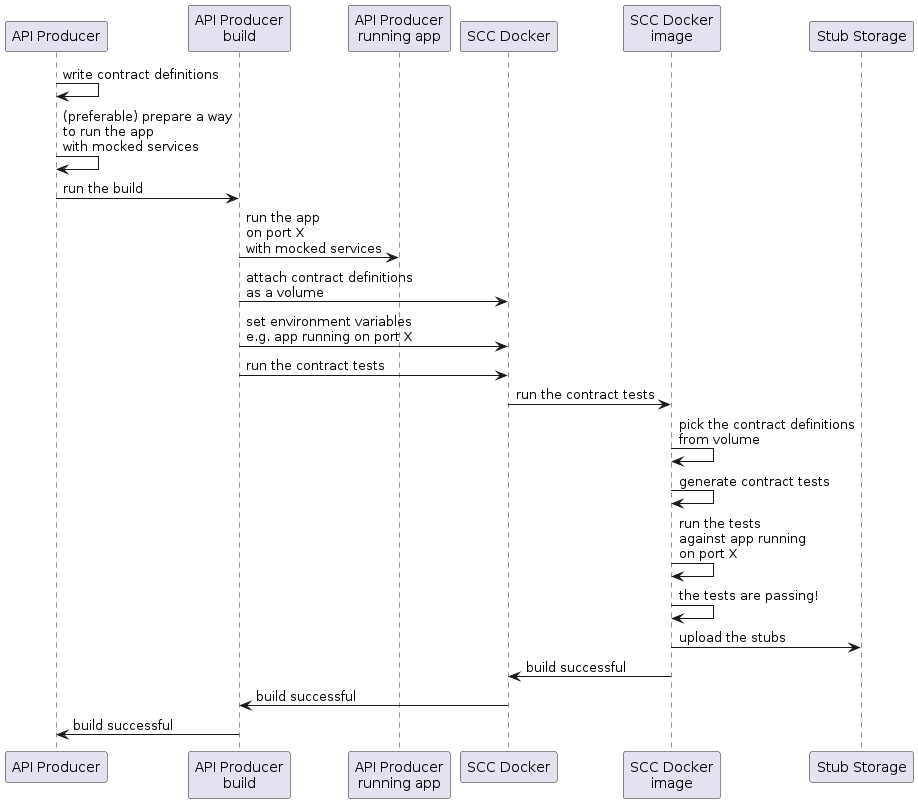 API Producer
API Producer
build
API Producer
running app
SCC Docker
SCC Docker
image
Stub Storage
write contract definitions
(preferable) prepare a way
to run the app
with mocked services
run the build
run the app
on port X
with mocked services
attach contract definitions
as a volume
set environment variables
e.g. app running on port X
run the contract tests
run the contract tests
pick the contract definitions
from volume
generate contract tests
run the tests
against app running
on port X
the tests are passing!
upload the stubs
build successful
build successful
build successful
API Producer
API Producer
build
API Producer
running app
SCC Docker
SCC Docker
image
Stub Storage